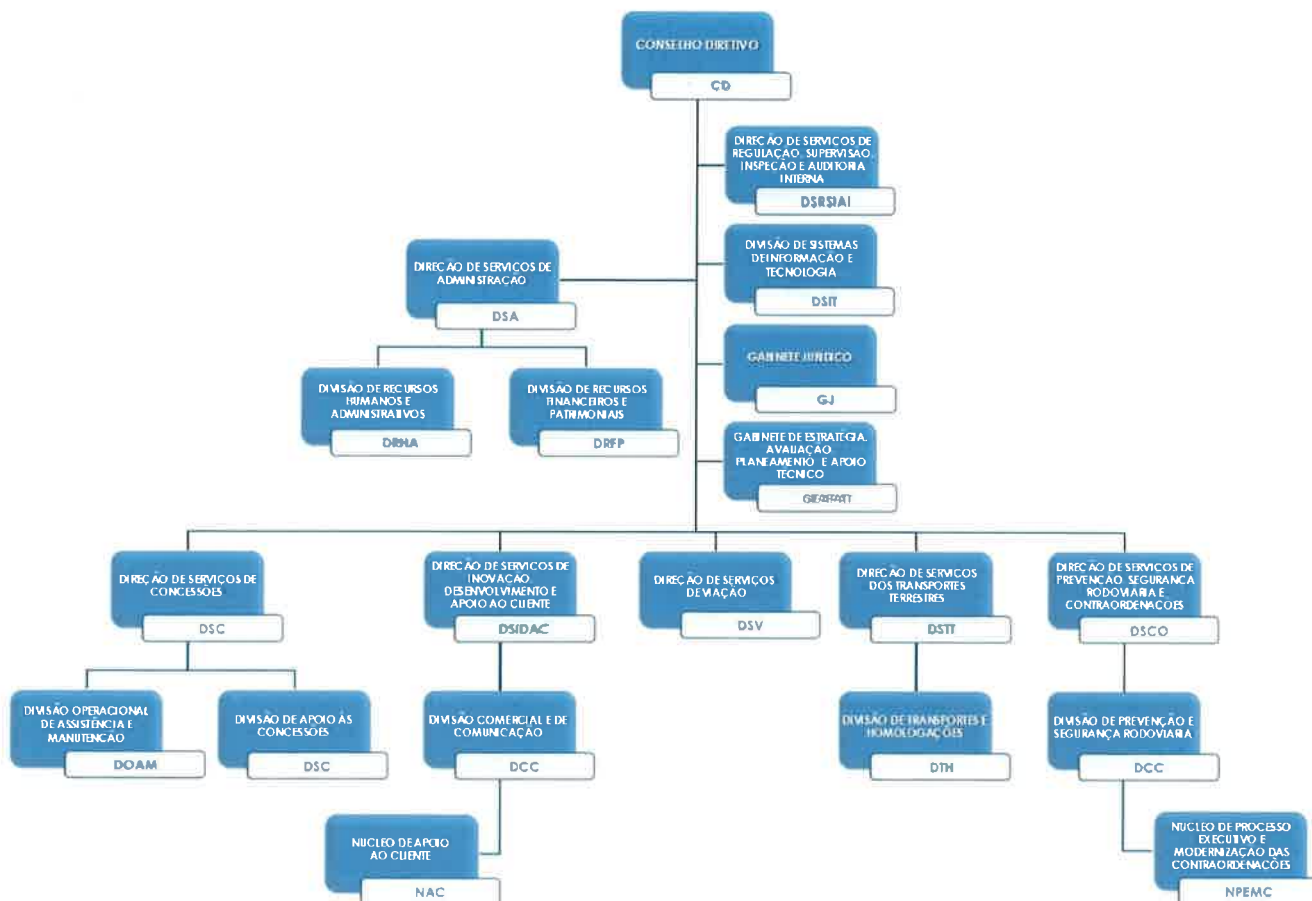 CONSELHO DIRETIVO
CD
DIREÇÃO DE SERVIÇOS DE
REGULAÇÃO, SUPERVISÃO,
INSPEÇÃO E AUDITORIA
INTERNA
DSRSIAI
DIREÇÃO DE SERVIÇOS DE
ADMINISTRAÇÃO
DSA
DIVISÃO DE SISTEMAS
DE INFORMAÇÃO E
TECNOLOGIA
DSIT
GABINETE JURÍDICO
GJ
DIVISÃO DE RECURSOS
HUMANOS E
ADMINISTRATIVOS
DRHA
DIVISÃO DE RECURSOS
FINANCEIROS E
PATRIMONIAIS
DRFP
GABINETE DE ESTRATÉGIA,
AVALIAÇÃO
PLANEAMENTO E APOIO
TÉCNICO
DIREÇÃO DE SERVIÇOS DE
CONCESSÕES
DSC
DIREÇÃO DE SERVIÇOS DE
INOVAÇÃO,
DESENVOLVIMENTO E
APOIO AO CLIENTE
DSIDAC
DIREÇÃO DE SERVIÇOS
DE VIAÇÃO
DSV
DIREÇÃO DE SERVIÇOS
DOS TRANSPORTES
TERRESTRES
DSTT
DIREÇÃO DE SERVIÇOS DE
PREVENÇÃO, SEGURANÇA
RODOVIARIA E
CONTRAORDENAÇÕES
DSCO
DIVISÃO OPERACIONAL
DE ASSISTÊNCIA E
MANUTENÇÃO
DOAM
DIVISÃO DE APOIO ÀS
CONCESSÕES
DSC
DIVISÃO COMERCIAL E DE
COMUNICAÇÃO
DCC
DIVISÃO DE TRANSPORTES E
HOMOLOGAÇÕES
DTH
DIVISÃO DE PREVENÇÃO E
SEGURANÇA RODOVIARIA
DCC
NUCLEO DE APOIO
AO CLIENTE
NAC
NUCLEO DE PROCESSO
EXECUTIVO E
MODERNIZAÇÃO DAS
CONTRAORDENAÇÕES
NPEMC